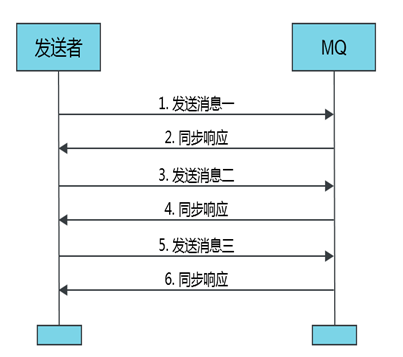 发送者
MQ
1. 发送消息一
2. 同步响应
3. 发送消息二
4. 同步响应
5. 发送消息三
6. 同步响应